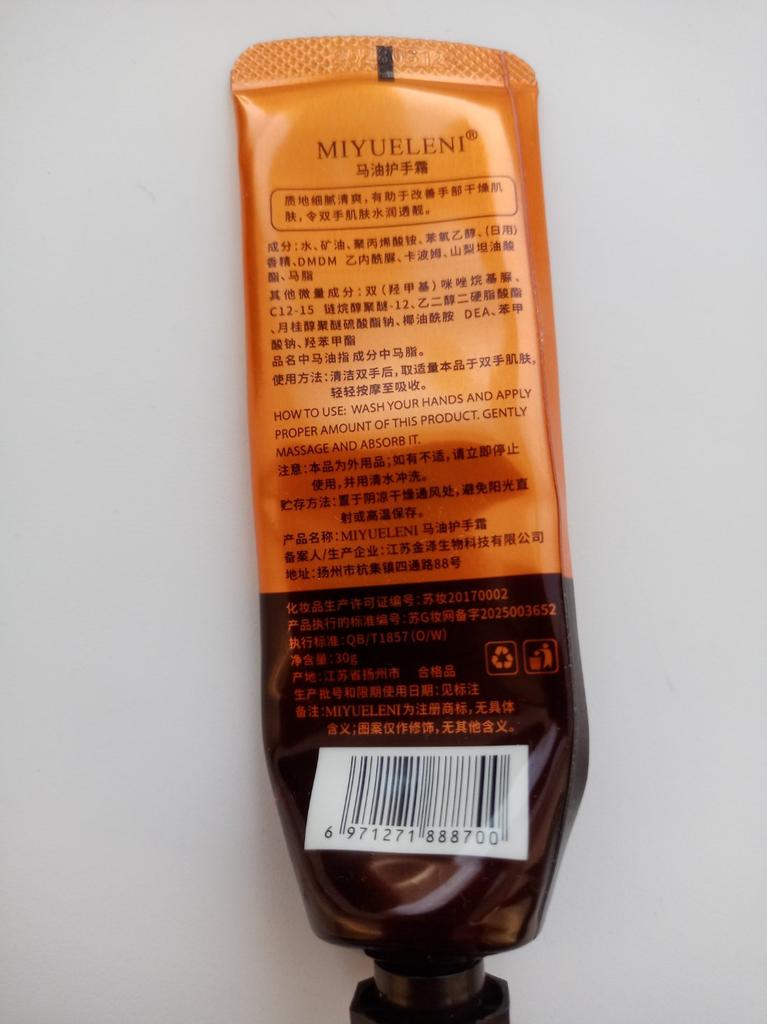 MIYUELENI®
马油护手霜
质地细腻清爽,有助于改善手部干燥肌
肤,令双手肌肤水润透靓。
成分:水、矿油、聚丙烯酸铵、苯氧乙醇、(日用)
香精、DMDM 乙内酰脲、卡波姆、山梨坦油酸
酯、马脂
其他微量成分:双(羟甲基)咪唑烷基脲、
C12-15 链烷醇聚醚-12、乙二醇二硬脂酸酯
、月桂醇聚醚硫酸酯钠、椰油酰胺 DEA、苯甲
酸钠、羟苯甲酯
品名中马油指成分中马脂。
使用方法:清洁双手后,取适量本品于双手肌肤,
轻轻按摩至吸收。
HOW TO USE: WASH YOUR HANDS AND APPLY
PROPER AMOUNT OF THIS PRODUCT. GENTLY
MASSAGE AND ABSORB IT.
注意:本品为外用品;如有不适,请立即停止
使用,并用清水冲洗。
贮存方法:置于阴凉干燥通风处,避免阳光直
射或高温保存。
产品名称:MIYUELENI 马油护手霜
备案人/生产企业:江苏金泽生物科技有限公司
地址:扬州市杭集镇四通路88号
化妆品生产许可证编号:苏妆20170002
产品执行的标准编号:苏G妆网备字2025003652
执行标准:QB/T1857(O/W)
净含量:30g
产地:江苏省扬州市 合格品
生产批号和限期使用日期:见标注
备注:MIYUELENI为注册商标,无具体
含义;图案仅作修饰,无其他含义。
6 971271 888700